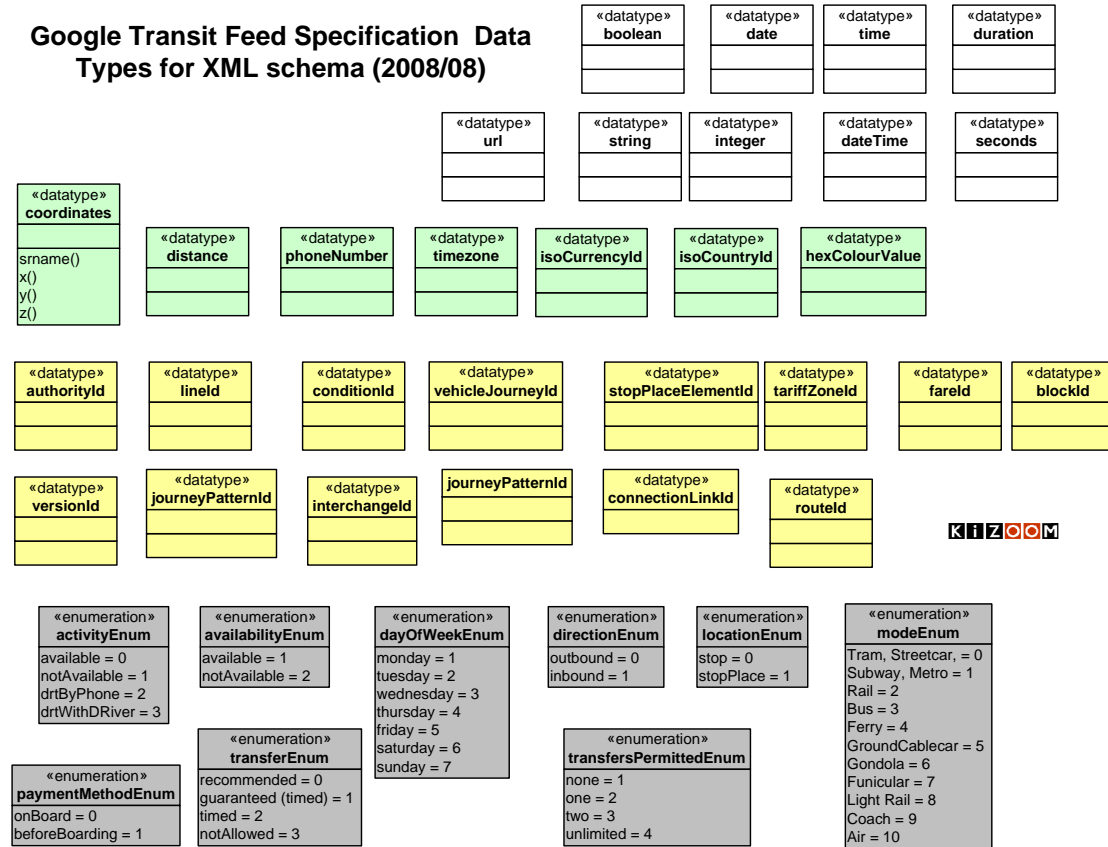 Google Transit Feed Specification Data
Types for XML schema (2008/08)
«datatype»
boolean
«datatype»
date
«datatype»
time
«datatype»
duration
«datatype»
url
«datatype»
string
«datatype»
integer
«datatype»
dateTime
«datatype»
seconds
«datatype»
coordinates
srname()
x()
y()
z()
«datatype»
distance
«datatype»
phoneNumber
«datatype»
timezone
«datatype»
isoCurrencyId
«datatype»
isoCountryId
«datatype»
hexColourValue
«datatype»
authorityId
«datatype»
lineId
«datatype»
conditionId
«datatype»
vehicleJourneyId
«datatype»
stopPlaceElementId
«datatype»
tariffZoneId
«datatype»
fareId
«datatype»
blockId
«datatype»
versionId
«datatype»
journeyPatternId
«datatype»
interchangeId
journeyPatternId
«datatype»
connectionLinkId
«datatype»
routeId
KiZOOM
«enumeration»
activityEnum
available = 0
notAvailable = 1
drtByPhone = 2
drtWithDRiver = 3
«enumeration»
availabilityEnum
available = 1
notAvailable = 2
«enumeration»
dayOfWeekEnum
monday = 1
tuesday = 2
wednesday = 3
thursday = 4
friday = 5
saturday = 6
sunday = 7
«enumeration»
directionEnum
outbound = 0
inbound = 1
«enumeration»
locationEnum
stop = 0
stopPlace = 1
«enumeration»
modeEnum
Tram, Streetcar, = 0
Subway, Metro = 1
Rail = 2
Bus = 3
Ferry = 4
GroundCablecar = 5
Gondola = 6
Funicular = 7
Light Rail = 8
Coach = 9
Air = 10
«enumeration»
paymentMethodEnum
onBoard = 0
beforeBoarding = 1
«enumeration»
transferEnum
recommended = 0
guaranteed (timed) = 1
timed = 2
notAllowed = 3
«enumeration»
transfersPermittedEnum
none = 1
one = 2
two = 3
unlimited = 4